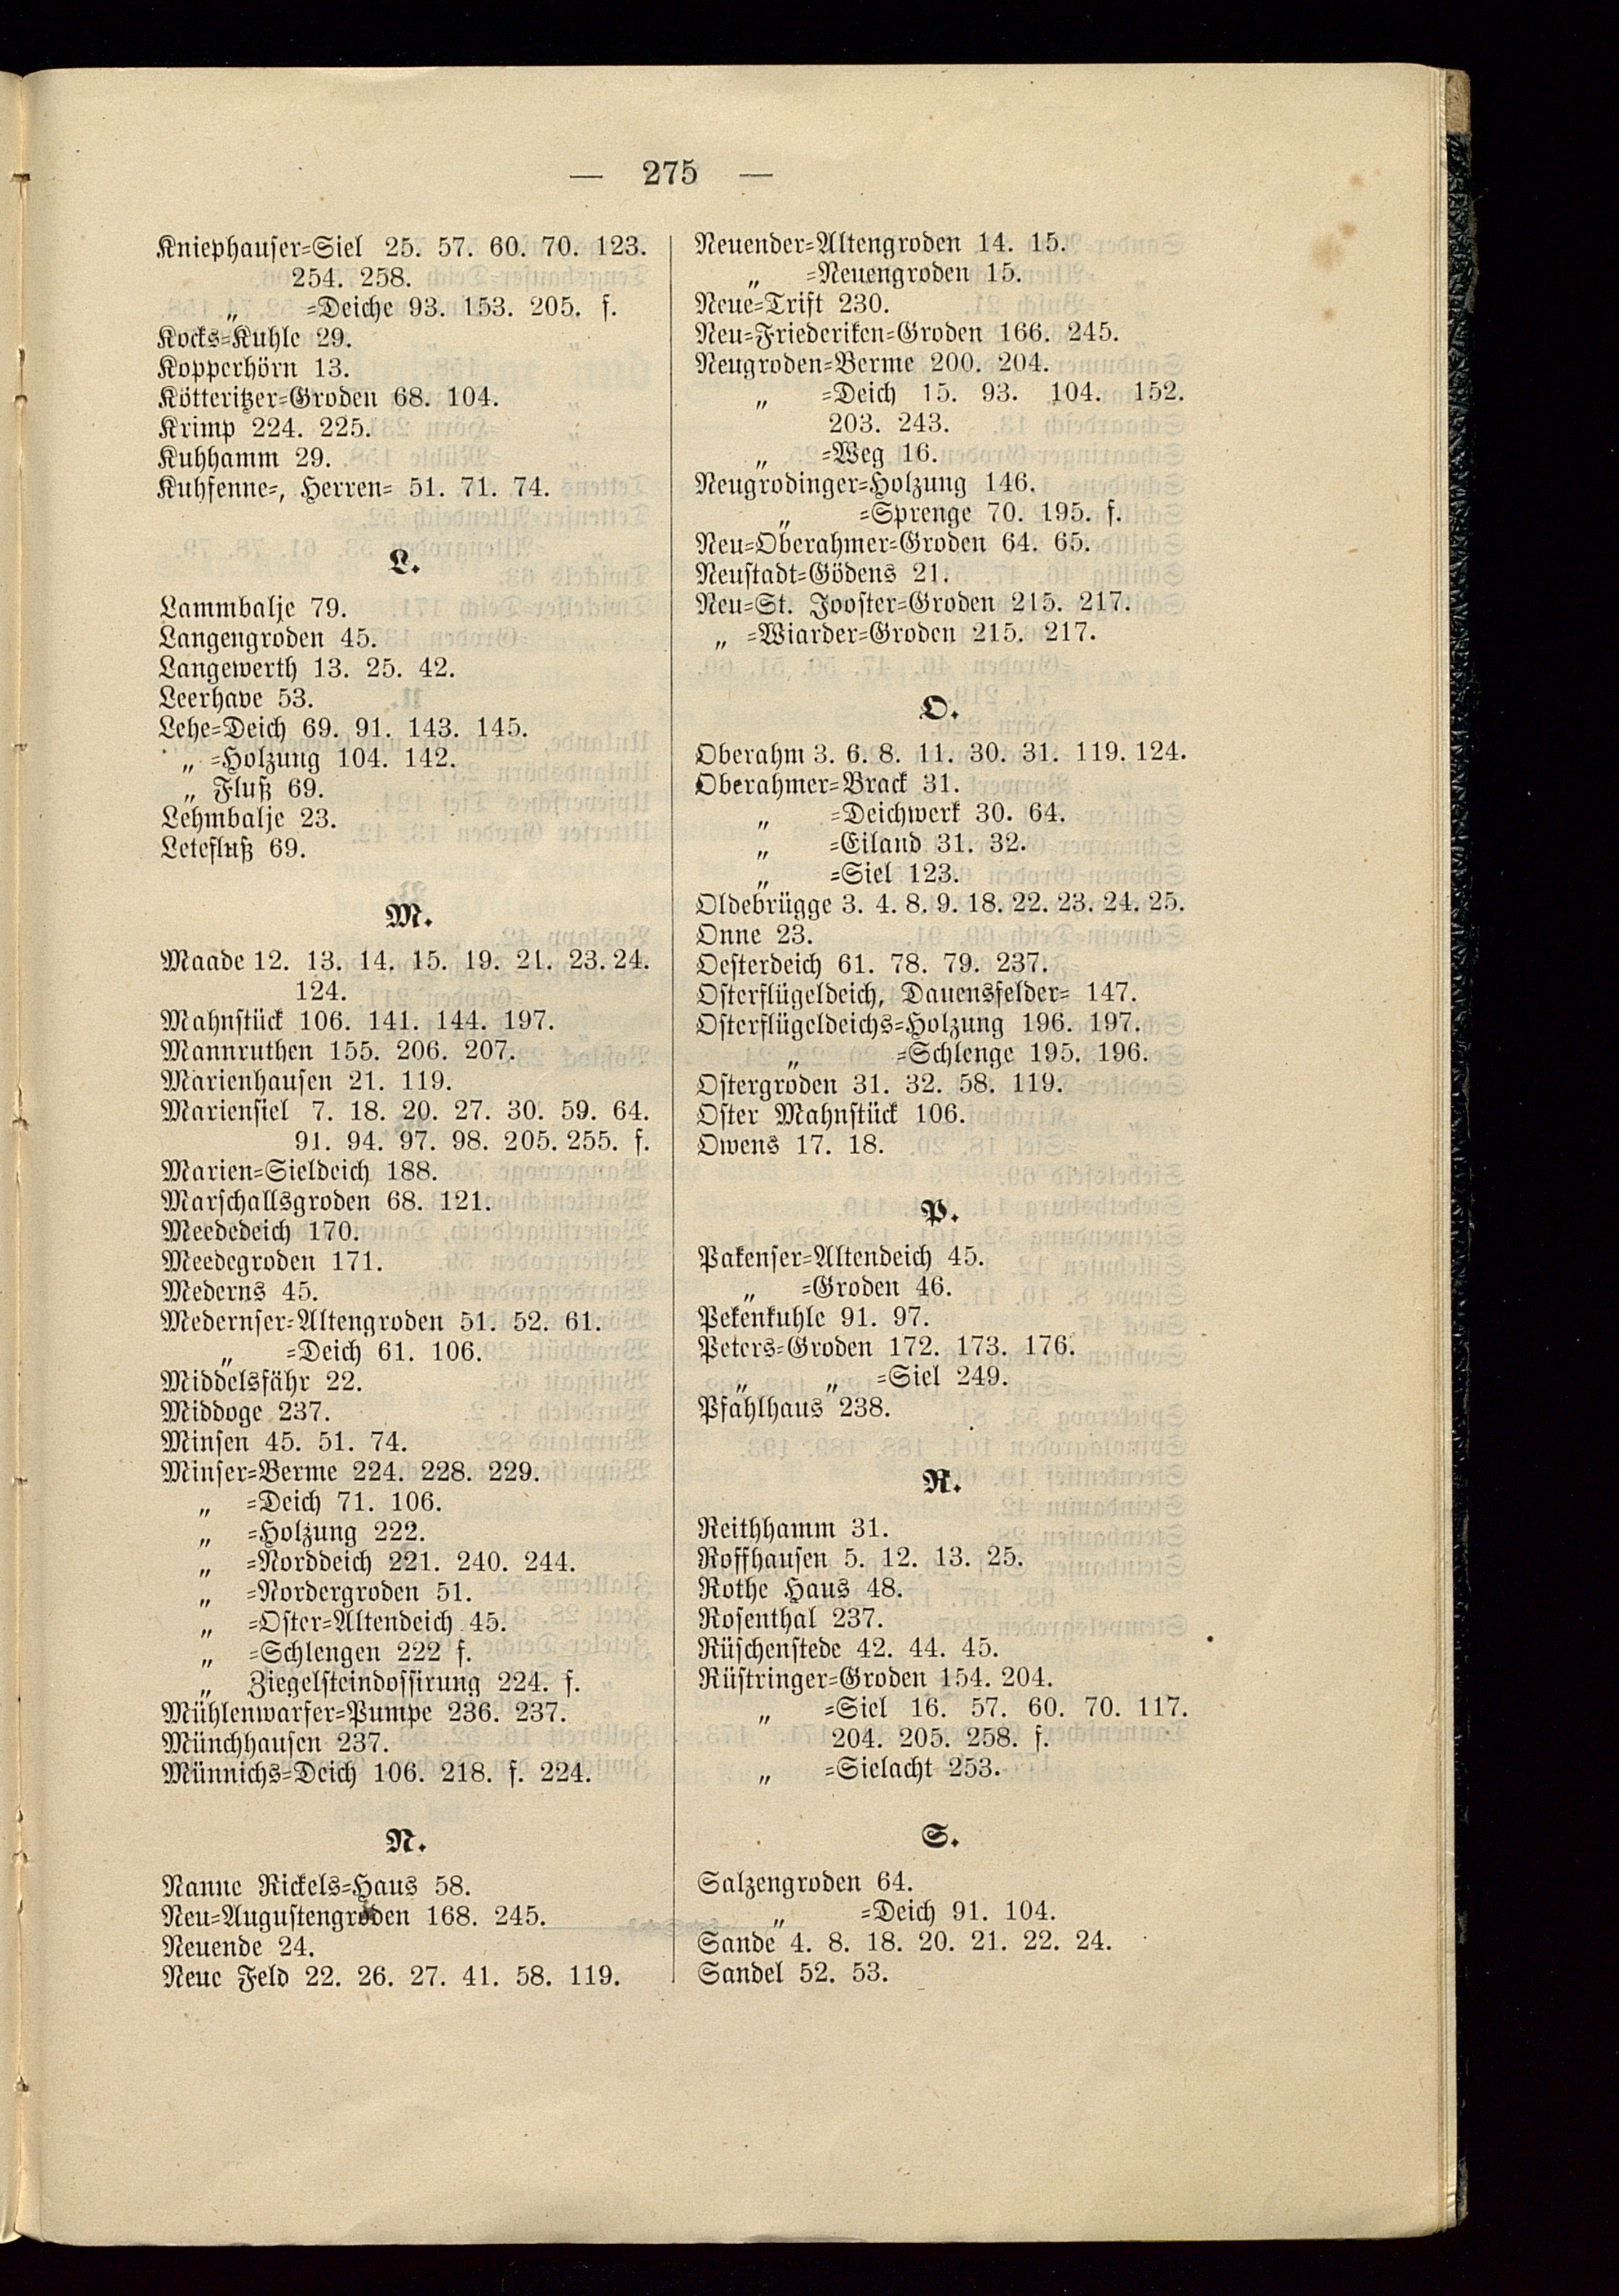 — 275 —
Kniephauser=Siel 25. 57. 60. 70. 123.
254. 258.
„ =Deiche 93. 153. 205. f.
Kocks=Kuhle 29.
Kopperhörn 13.
Kötteritzer=Groden 68. 104.
Krimp 224. 225.
Kuhhamm 29.
Kuhfenne=, Herren= 51. 71. 74.
L.
Lammbalje 79.
Langengroden 45.
Langewerth 13. 25. 42.
Leerhave 53.
Lehe=Deich 69. 91. 143. 145.
„ =Holzung 104. 142.
„ Fluß 69.
Lehmbalje 23.
Letefluß 69.
M.
Maade 12. 13. 14. 15. 19. 21. 23. 24.
124.
Mahnstück 106. 141. 144. 197.
Mannruthen 155. 206. 207.
Marienhausen 21. 119.
Mariensiel 7. 18. 20. 27. 30. 59. 64.
91. 94. 97. 98. 205. 255. f.
Marien=Sieldeich 188.
Marschallsgroden 68. 121.
Meededeich 170.
Meedegroden 171.
Mederns 45.
Medernser=Altengroden 51. 52. 61.
„ =Deich 61. 106.
Middelsfähr 22.
Middoge 237.
Minsen 45. 51. 74.
Minser=Berme 224. 228. 229.
„ =Deich 71. 106.
„ =Holzung 222.
„ =Norddeich 221. 240. 244.
„ =Nordergroden 51.
„ =Oster=Altendeich 45.
„ =Schlengen 222 f.
„ Ziegelsteindossirung 224. f.
Mühlenwarfer=Pumpe 236. 237.
Münchhausen 237.
Münnichs=Deich 106. 218. f. 224.
N.
Nanne Rickels=Haus 58.
Neu=Augustengroden 168. 245.
Neuende 24.
Neue Feld 22. 26. 27. 41. 58. 119.
Neuender=Altengroden 14. 15.
„ =Neuengroden 15.
Neue=Trift 230.
Neu=Friederiken=Groden 166. 245.
Neugroden=Berme 200. 204.
„ =Deich 15. 93. 104. 152.
203. 243.
„ =Weg 16.
Neugrodinger=Holzung 146.
„ =Sprenge 70. 195. f.
Neu=Oberahmer=Groden 64. 65.
Neustadt=Gödens 21.
Neu=St. Jooster=Groden 215. 217.
„ =Wiarder=Groden 215. 217.
O.
Oberahm 3. 6. 8. 11. 30. 31. 119. 124.
Oberahmer=Brack 31.
„ =Deichwerk 30. 64.
„ =Eiland 31. 32.
„ =Siel 123.
Oldebrügge 3. 4. 8. 9. 18. 22. 23. 24. 25.
Onne 23.
Oesterdeich 61. 78. 79. 237.
Osterflügeldeich, Dauensfelder= 147.
Osterflügeldeichs=Holzung 196. 197.
„ =Schlenge 195. 196.
Ostergroden 31. 32. 58. 119.
Oster Mahnstück 106.
Owens 17. 18.
P.
Pakenser=Altendeich 45.
„ =Groden 46.
Pekenkuhle 91. 97.
Peters=Groden 172. 173. 176.
„ „ =Siel 249.
Pfahlhaus 238.
R.
Reithhamm 31.
Roffhausen 5. 12. 13. 25.
Rothe Haus 48.
Rosenthal 237.
Rüschenstede 42. 44. 45.
Rüstringer=Groden 154. 204.
„ =Siel 16. 57. 60. 70. 117.
204. 205. 258. f.
„ =Sielacht 253.
S.
Salzengroden 64.
„ =Deich 91. 104.
Sande 4. 8. 18. 20. 21. 22. 24.
Sandel 52. 53.